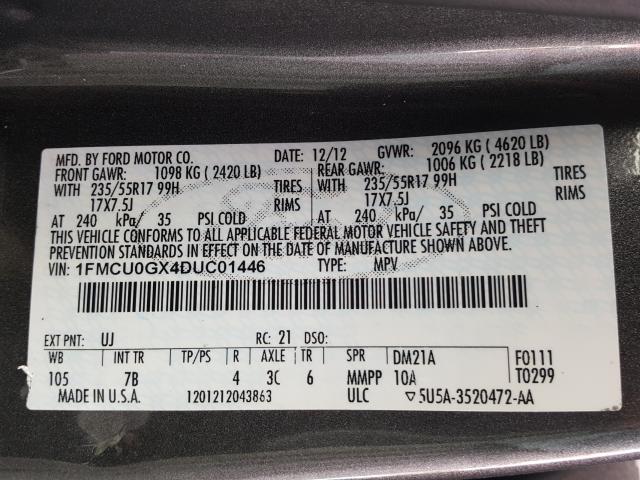 MFD. BY FORD MOTOR CO. DATE: 12/12 GVWR: 2096 KG ( 4620 LB)
FRONT GAWR: 1098 KG ( 2420 LB) REAR GAWR: 1006 KG ( 2218 LB)
WITH 235/55R17 99H TIRES WITH 235/55R17 99H TIRES
17X7.5J RIMS 17X7.5J RIMS
AT 240 kPa/ 35 PSI COLD AT 240 kPa/ 35 PSI COLD
THIS VEHICLE CONFORMS TO ALL APPLICABLE FEDERAL MOTOR VEHICLE SAFETY AND THEFT
PREVENTION STANDARDS IN EFFECT ON THE DATE OF MANUFACTURE SHOWN ABOVE.
VIN: 1FMCU0GX4DUC01446 TYPE: MPV
EXT PNT: UJ RC: 21 DSO:
WB INT TR TP/PS R AXLE TR SPR DM21A F0111
105 7B 4 3C 6 MMPP 10A T0299
MADE IN U.S.A. 1201212043863 ULC ▽5U5A-3520472-AA